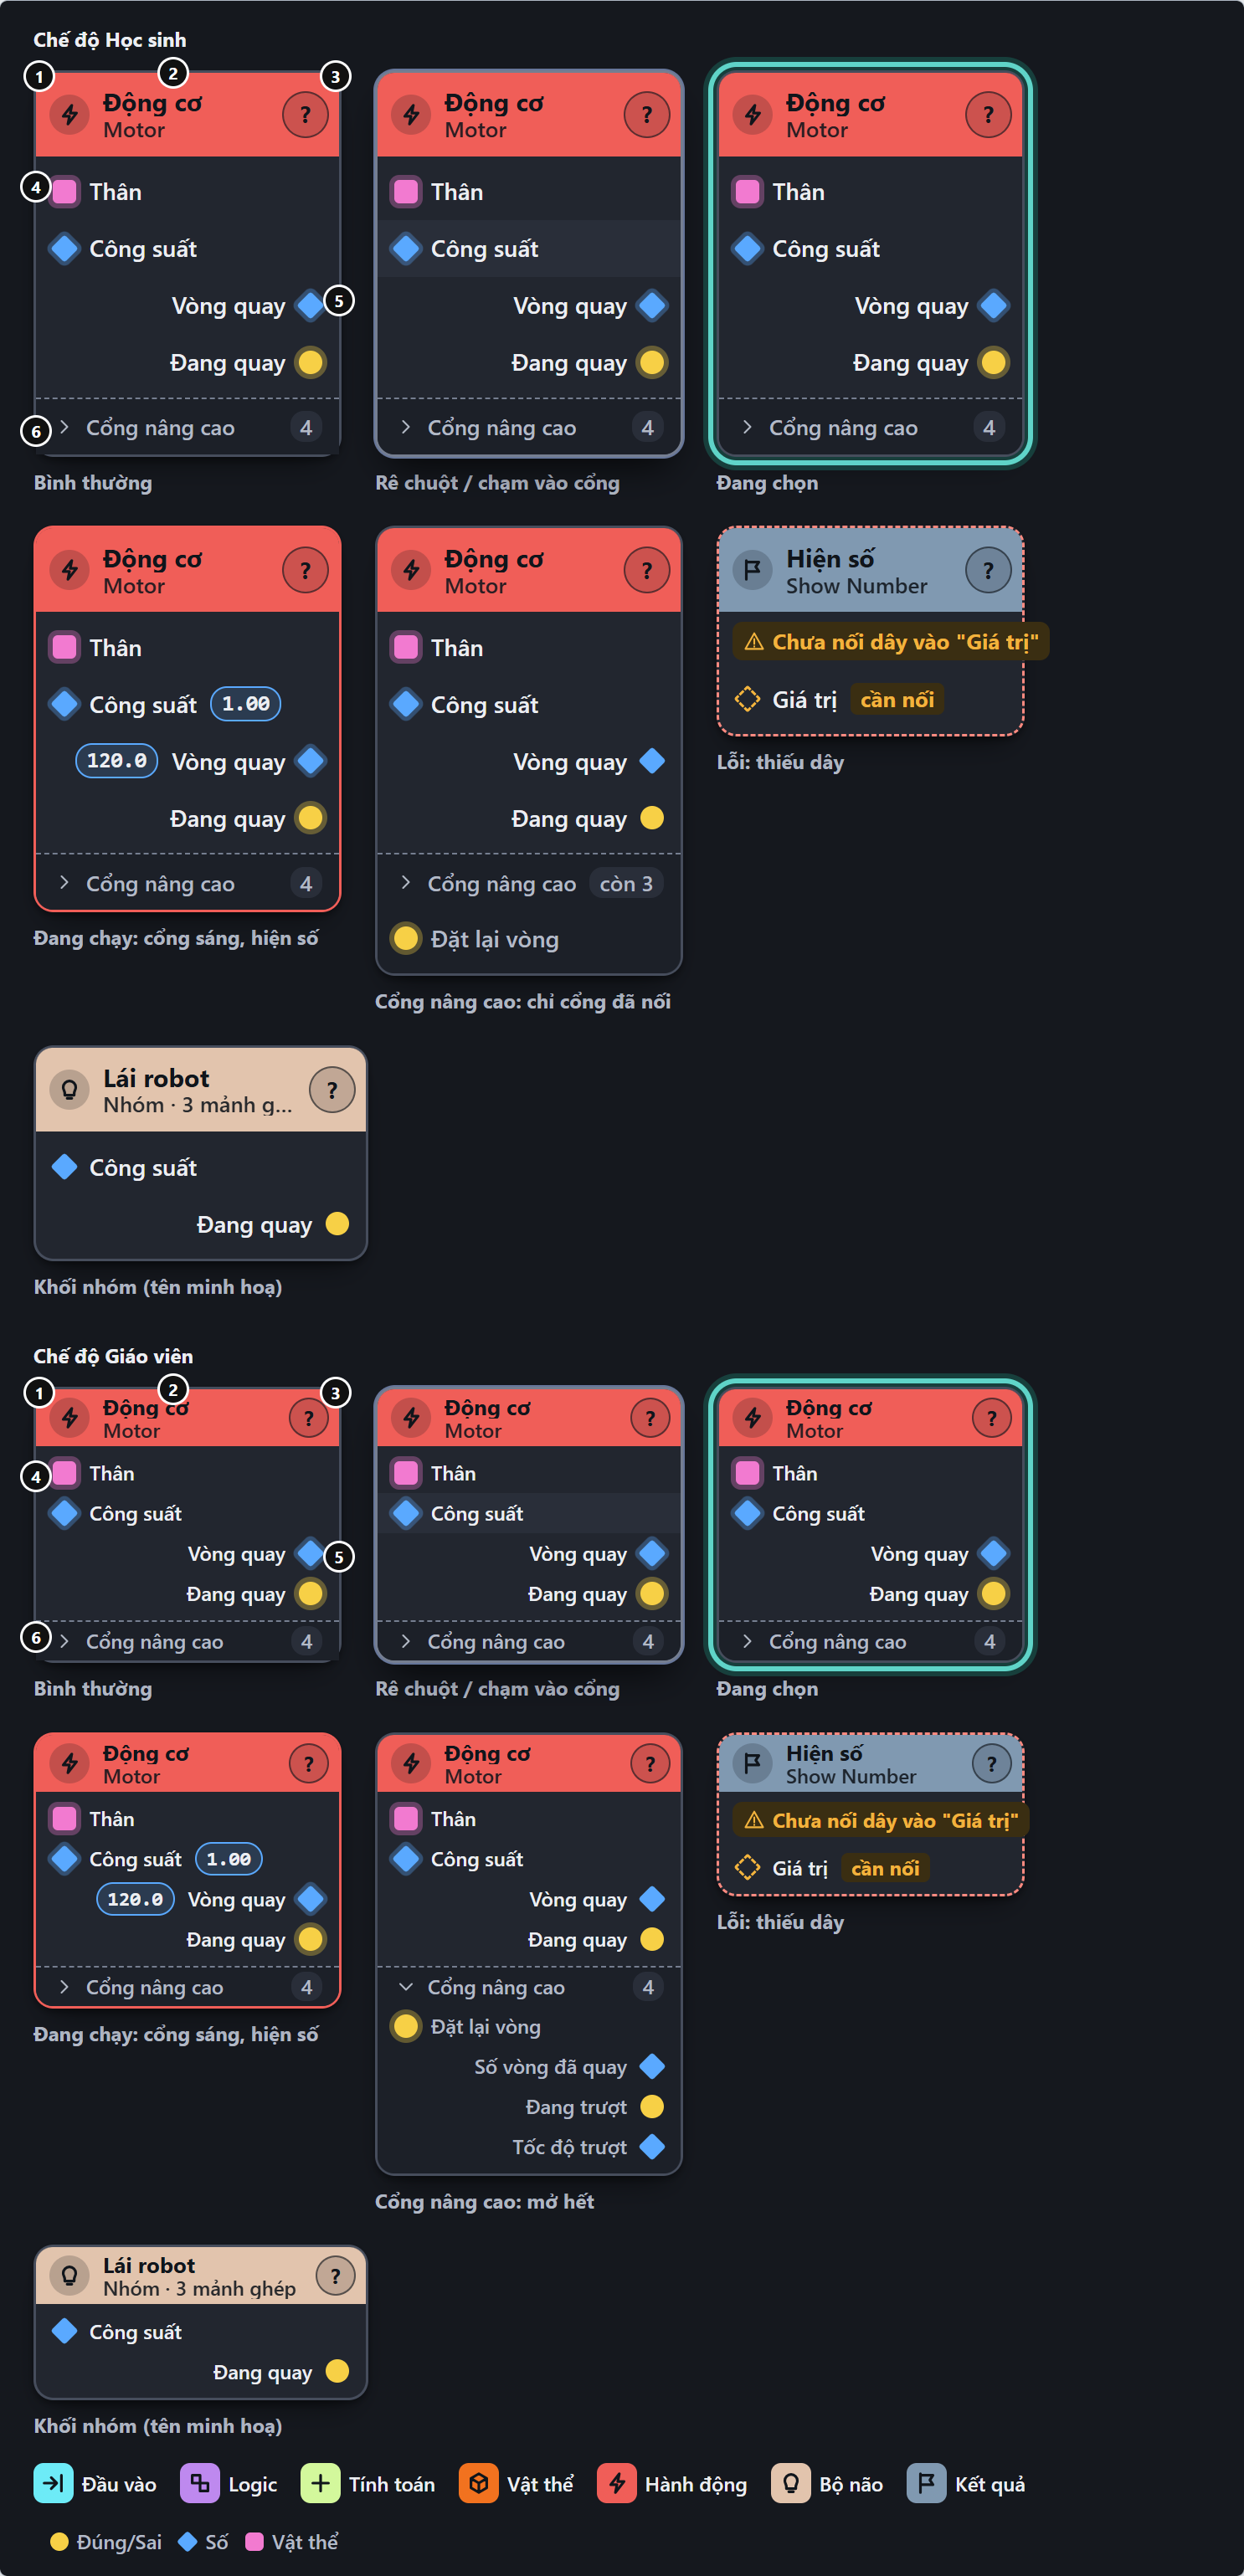 Chế độ Học sinh
1 2 3
Động cơ
Motor
?
Động cơ
Motor
?
Động cơ
Motor
?
4 Thân
Thân
Thân
Công suất
Công suất
Công suất
Vòng quay 5
Vòng quay
Vòng quay
Đang quay
Đang quay
Đang quay
6 Cổng nâng cao 4
Cổng nâng cao 4
Cổng nâng cao 4
Bình thường
Rê chuột / chạm vào cổng
Đang chọn
Động cơ
Motor
?
Động cơ
Motor
?
Hiện số
Show Number
?
Thân
Công suất 1.00
120.0 Vòng quay
Đang quay
Cổng nâng cao 4
Đang chạy: cổng sáng, hiện số
Thân
Công suất
Vòng quay
Đang quay
Cổng nâng cao còn 3
Đặt lại vòng
Cổng nâng cao: chỉ cổng đã nối
Chưa nối dây vào "Giá trị"
Giá trị cần nối
Lỗi: thiếu dây
Lái robot
Nhóm · 3 mảnh g...
?
Công suất
Đang quay
Khối nhóm (tên minh hoạ)
Chế độ Giáo viên
1 2 3
Động cơ
Motor
?
Động cơ
Motor
?
Động cơ
Motor
?
4 Thân
Thân
Thân
Công suất
Công suất
Công suất
Vòng quay 5
Vòng quay
Vòng quay
Đang quay
Đang quay
Đang quay
6 Cổng nâng cao 4
Cổng nâng cao 4
Cổng nâng cao 4
Bình thường
Rê chuột / chạm vào cổng
Đang chọn
Động cơ
Motor
?
Động cơ
Motor
?
Hiện số
Show Number
?
Thân
Công suất 1.00
120.0 Vòng quay
Đang quay
Cổng nâng cao 4
Đang chạy: cổng sáng, hiện số
Thân
Công suất
Vòng quay
Đang quay
Cổng nâng cao 4
Đặt lại vòng
Số vòng đã quay
Đang trượt
Tốc độ trượt
Cổng nâng cao: mở hết
Chưa nối dây vào "Giá trị"
Giá trị cần nối
Lỗi: thiếu dây
Lái robot
Nhóm · 3 mảnh ghép
?
Công suất
Đang quay
Khối nhóm (tên minh hoạ)
Đầu vào Logic Tính toán Vật thể Hành động Bộ não Kết quả
Đúng/Sai Số Vật thể